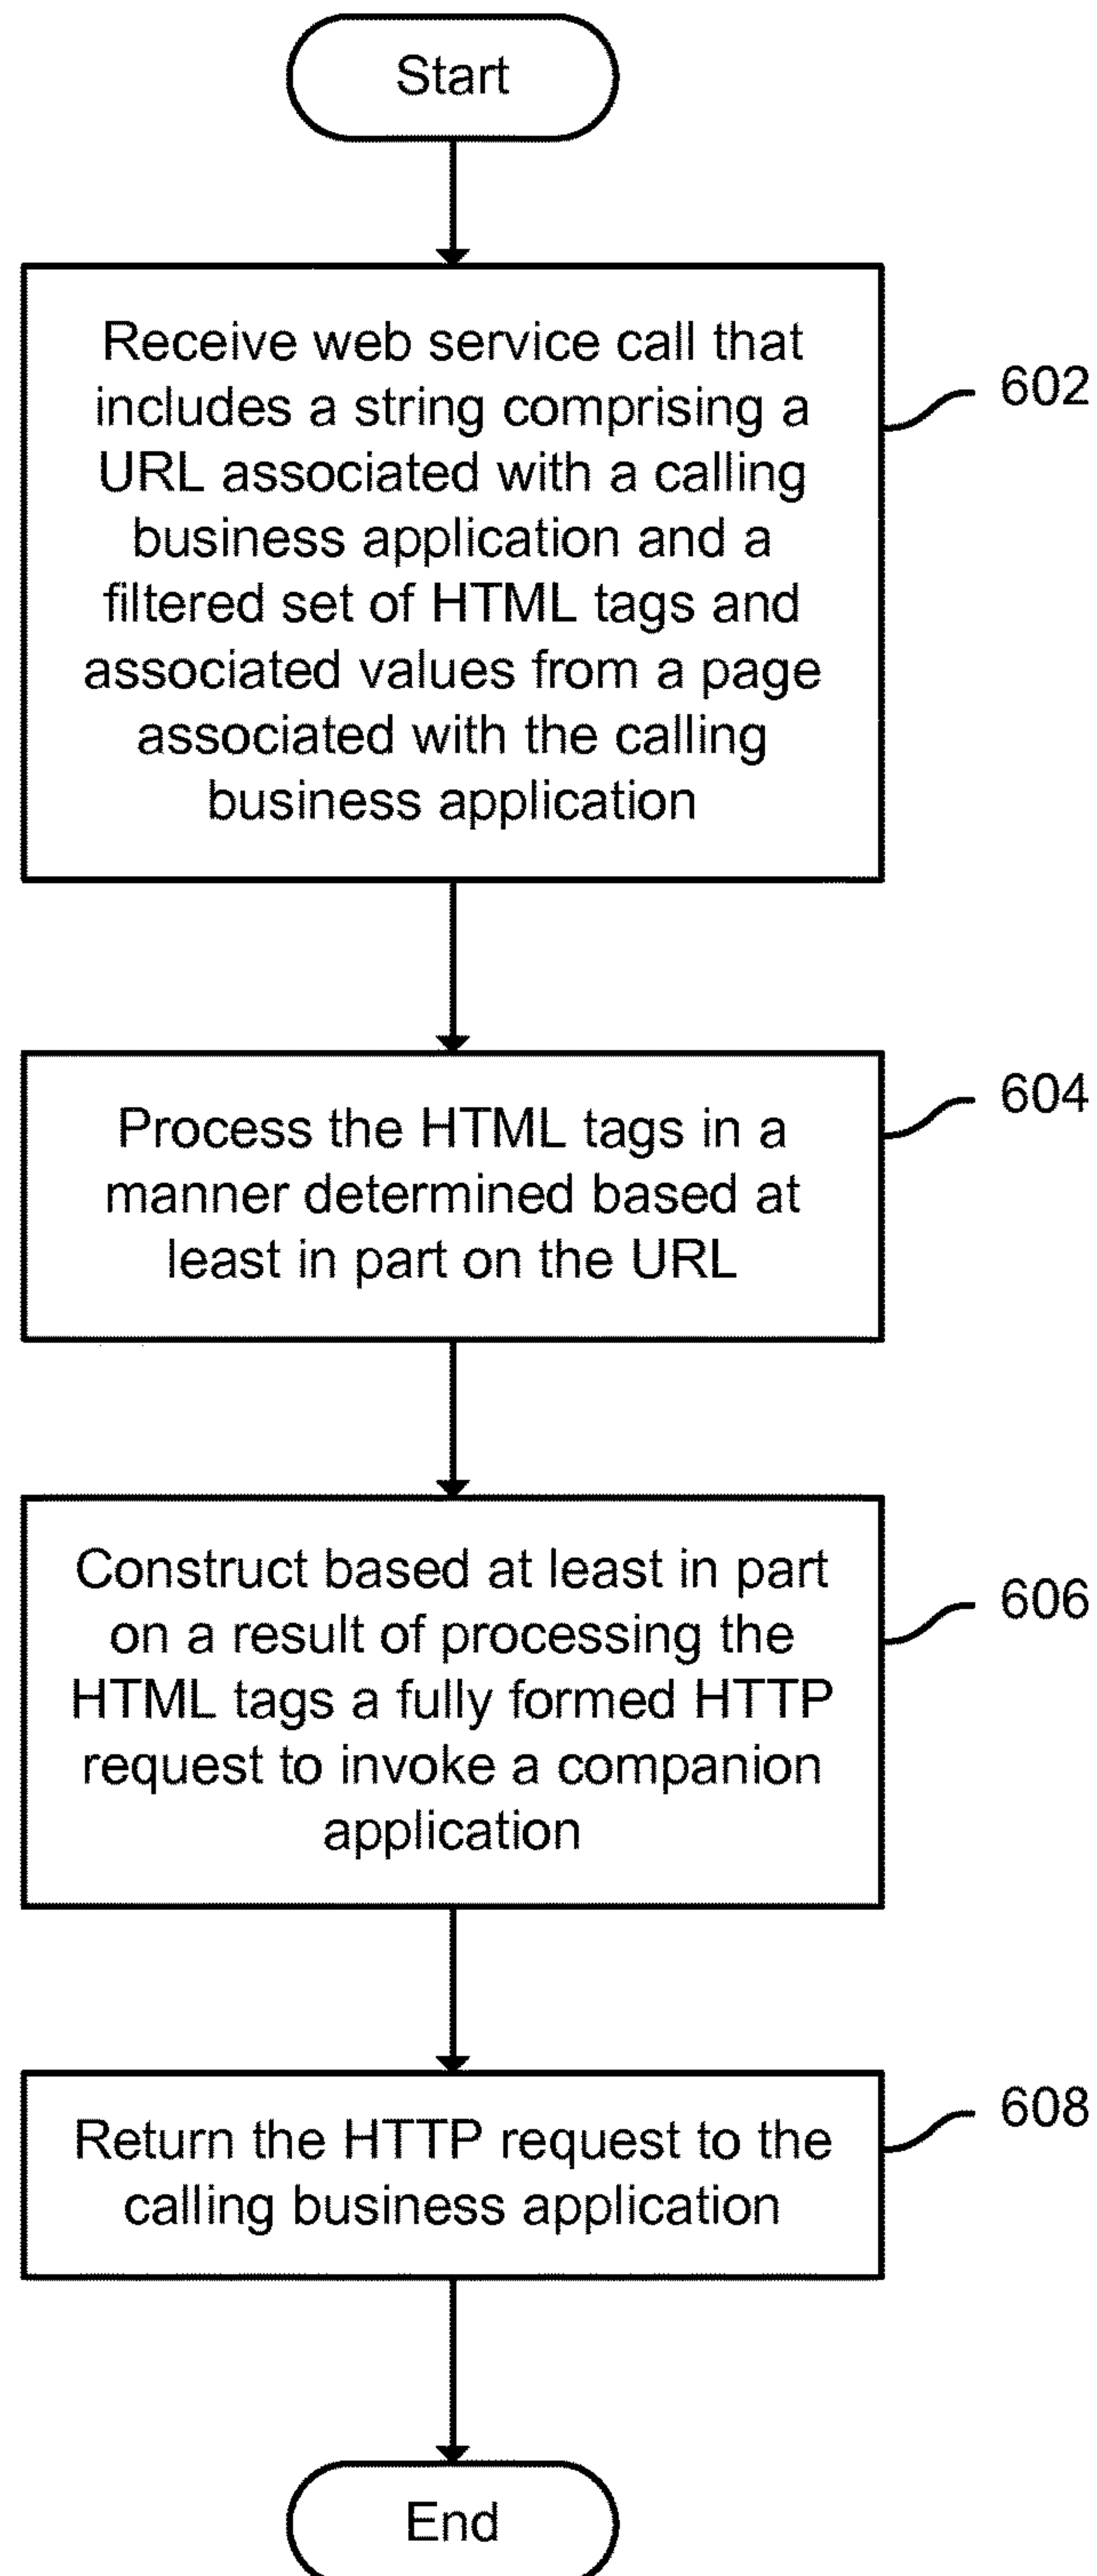 Start
Receive web service call that
includes a string comprising a
URL associated with a calling
business application and a
filtered set of HTML tags and
associated values from a page
associated with the calling
business application
602
Process the HTML tags in a
manner determined based at
least in part on the URL
604
Construct based at least in part
on a result of processing the
HTML tags a fully formed HTTP
request to invoke a companion
application
606
Return the HTTP request to the
calling business application
608
End